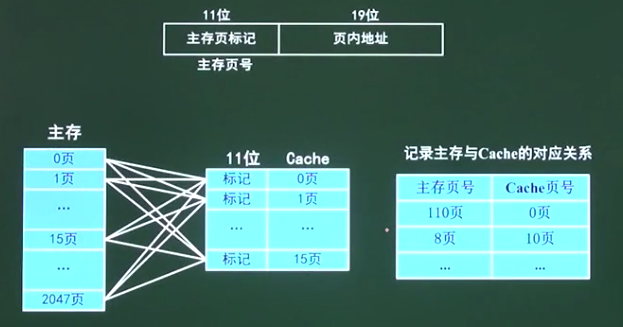 11位 19位
主存页标记 页内地址
主存页号
主存
0页
1页
...
15页
...
2047页
11位 Cache
标记 0页
标记 1页
... ...
标记 15页
记录主存与Cache的对应关系
主存页号 Cache页号
110页 0页
8页 10页
... ...